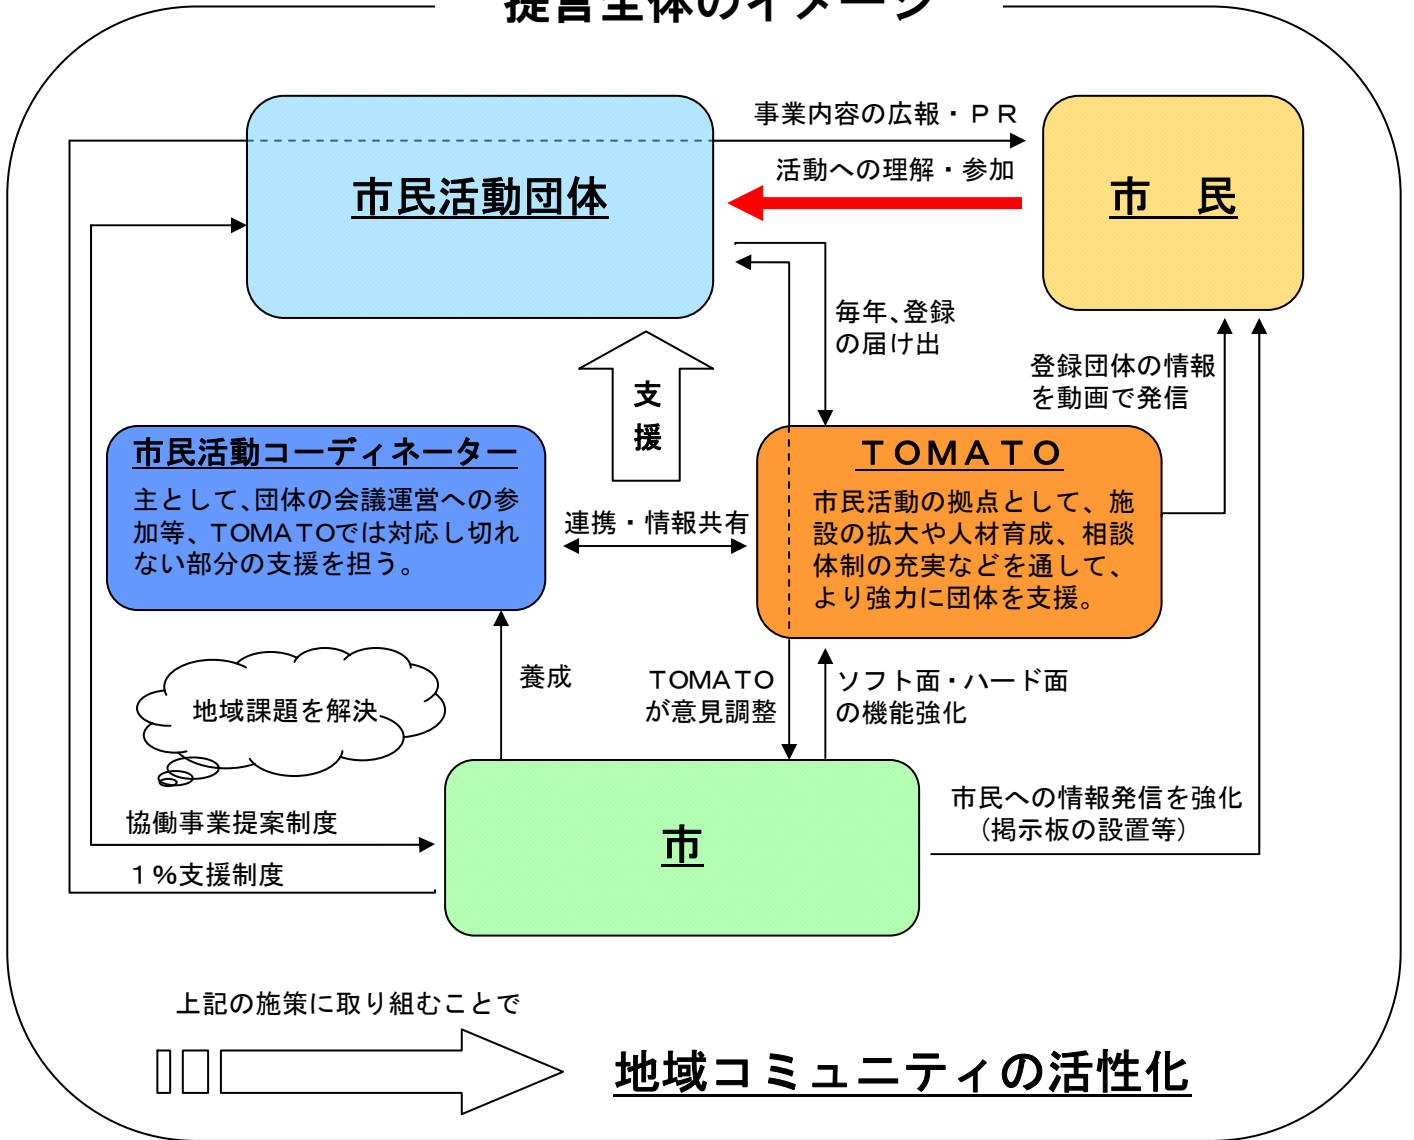 提言全体のイメージ
事業内容の広報・ＰＲ
活動への理解・参加
市民活動団体
市　民
毎年、登録
の届け出
登録団体の情報
を動画で発信
支
援
市民活動コーディネーター
主として、団体の会議運営への参
加等、TOMATOでは対応し切れ
ない部分の支援を担う。
連携・情報共有
ＴＯＭＡＴＯ
市民活動の拠点として、施
設の拡大や人材育成、相談
体制の充実などを通して、
より強力に団体を支援。
養成
TOMATO
が意見調整
ソフト面・ハード面
の機能強化
地域課題を解決
市民への情報発信を強化
（掲示板の設置等）
協働事業提案制度
１%支援制度
市
上記の施策に取り組むことで
地域コミュニティの活性化